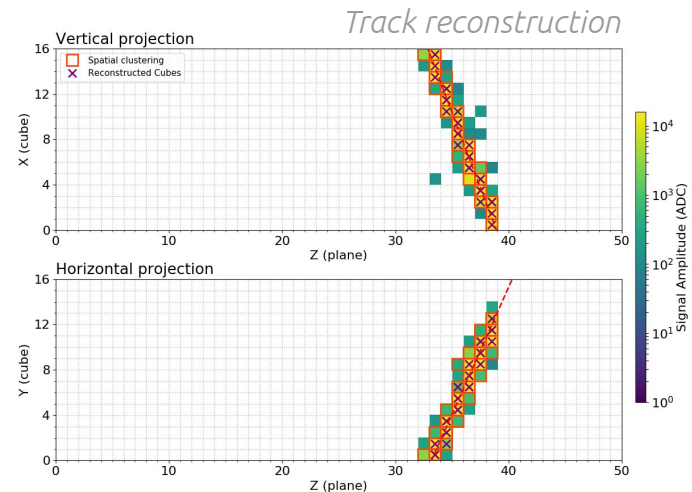 Track reconstruction
Vertical projection
16
12
8
4
0
X (cube)
Spatial clustering
Reconstructed Cubes
0 10 20 30 40 50
Z (plane)
Horizontal projection
16
12
8
4
0
Y (cube)
0 10 20 30 40 50
Z (plane)
10⁴
10³
10²
10¹
10⁰
Signal Amplitude (ADC)